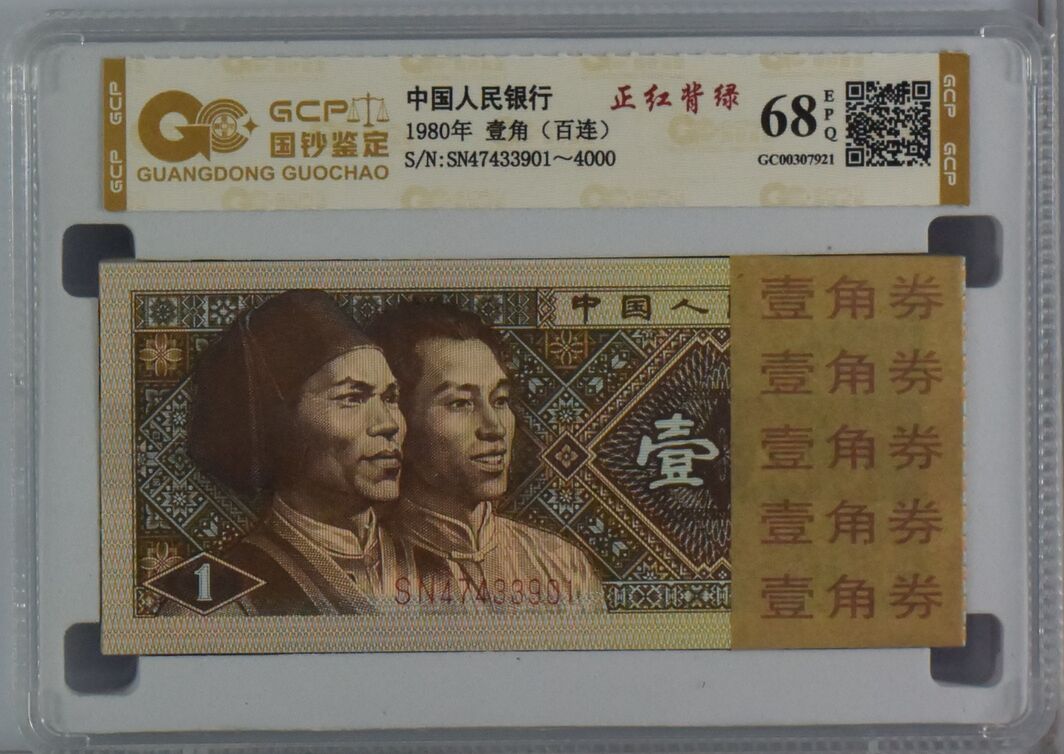 GCP
GCP
GC
GCP
国钞鉴定
GUANGDONG GUOCHAO
中国人民银行
1980年 壹角（百连）
S/N:SN47433901～4000
正红背绿
68
EPQ
GC00307921
GCP
GCP
中国人
壹
1
SN47433901
壹角券
壹角券
壹角券
壹角券
壹角券